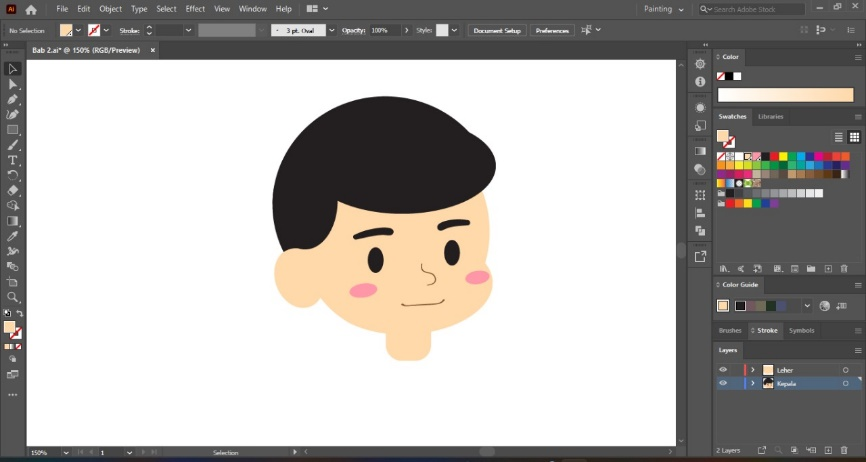 Ai File Edit Object Type Select Effect View Window Help Painting Search Adobe Stock
No Selection Stroke: 3 pt. Oval Opacity: 100% Style: Document Setup Preferences
Bab 2.ai* @ 150% (RGB/Preview)
Color
Swatches Libraries
Color Guide
Brushes Stroke Symbols
Layers
Leher
Kepala
2 Layers
150% 1 Selection